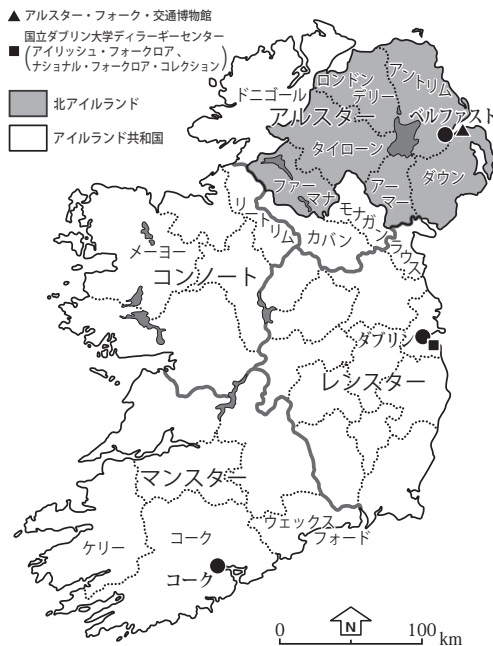 ▲ アルスター・フォーク・交通博物館
国立ダブリン大学ディラーギーセンター
■ (アイリッシュ・フォークロア、
ナショナル・フォークロア・コレクション)
北アイルランド
アイルランド共和国
ドニゴール
ロンドン
デリー
アントリム
アルスター
ベルファスト
タイローン
ファー
マナ
アー
マー
ダウン
モナガン
カバン
リートリム
ラウス
メーヨー
コンノート
ダブリン
レンスター
マンスター
ウェックス
フォード
ケリー
コーク
コーク
N
0 100 km